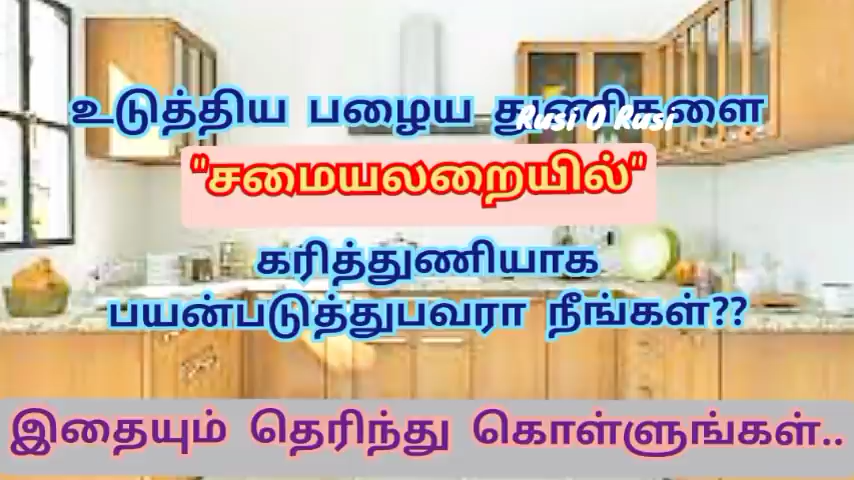 உடுத்திய பழைய துணிகளை
Rusi O Rusi
"சமையலறையில்"
கரித்துணியாக
பயன்படுத்துபவரா நீங்கள்??
இதையும் தெரிந்து கொள்ளுங்கள்..